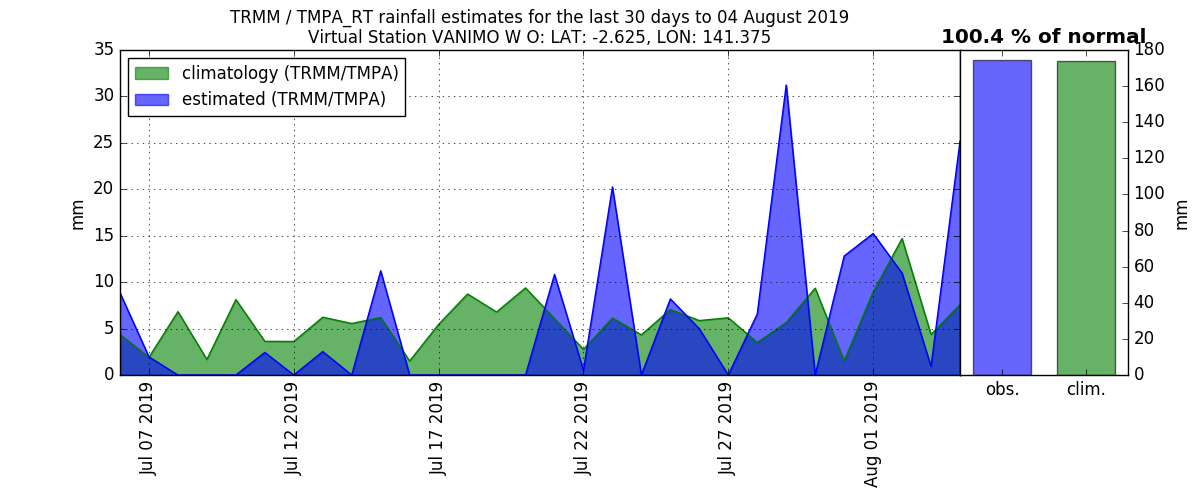 TRMM / TMPA_RT rainfall estimates for the last 30 days to 04 August 2019
Virtual Station VANIMO W O: LAT: -2.625, LON: 141.375
100.4 % of normal
climatology (TRMM/TMPA)
estimated (TRMM/TMPA)
35
30
25
20
15
10
5
0
mm
Jul 07 2019
Jul 12 2019
Jul 17 2019
Jul 22 2019
Jul 27 2019
Aug 01 2019
obs.
clim.
180
160
140
120
100
80
60
40
20
0
mm